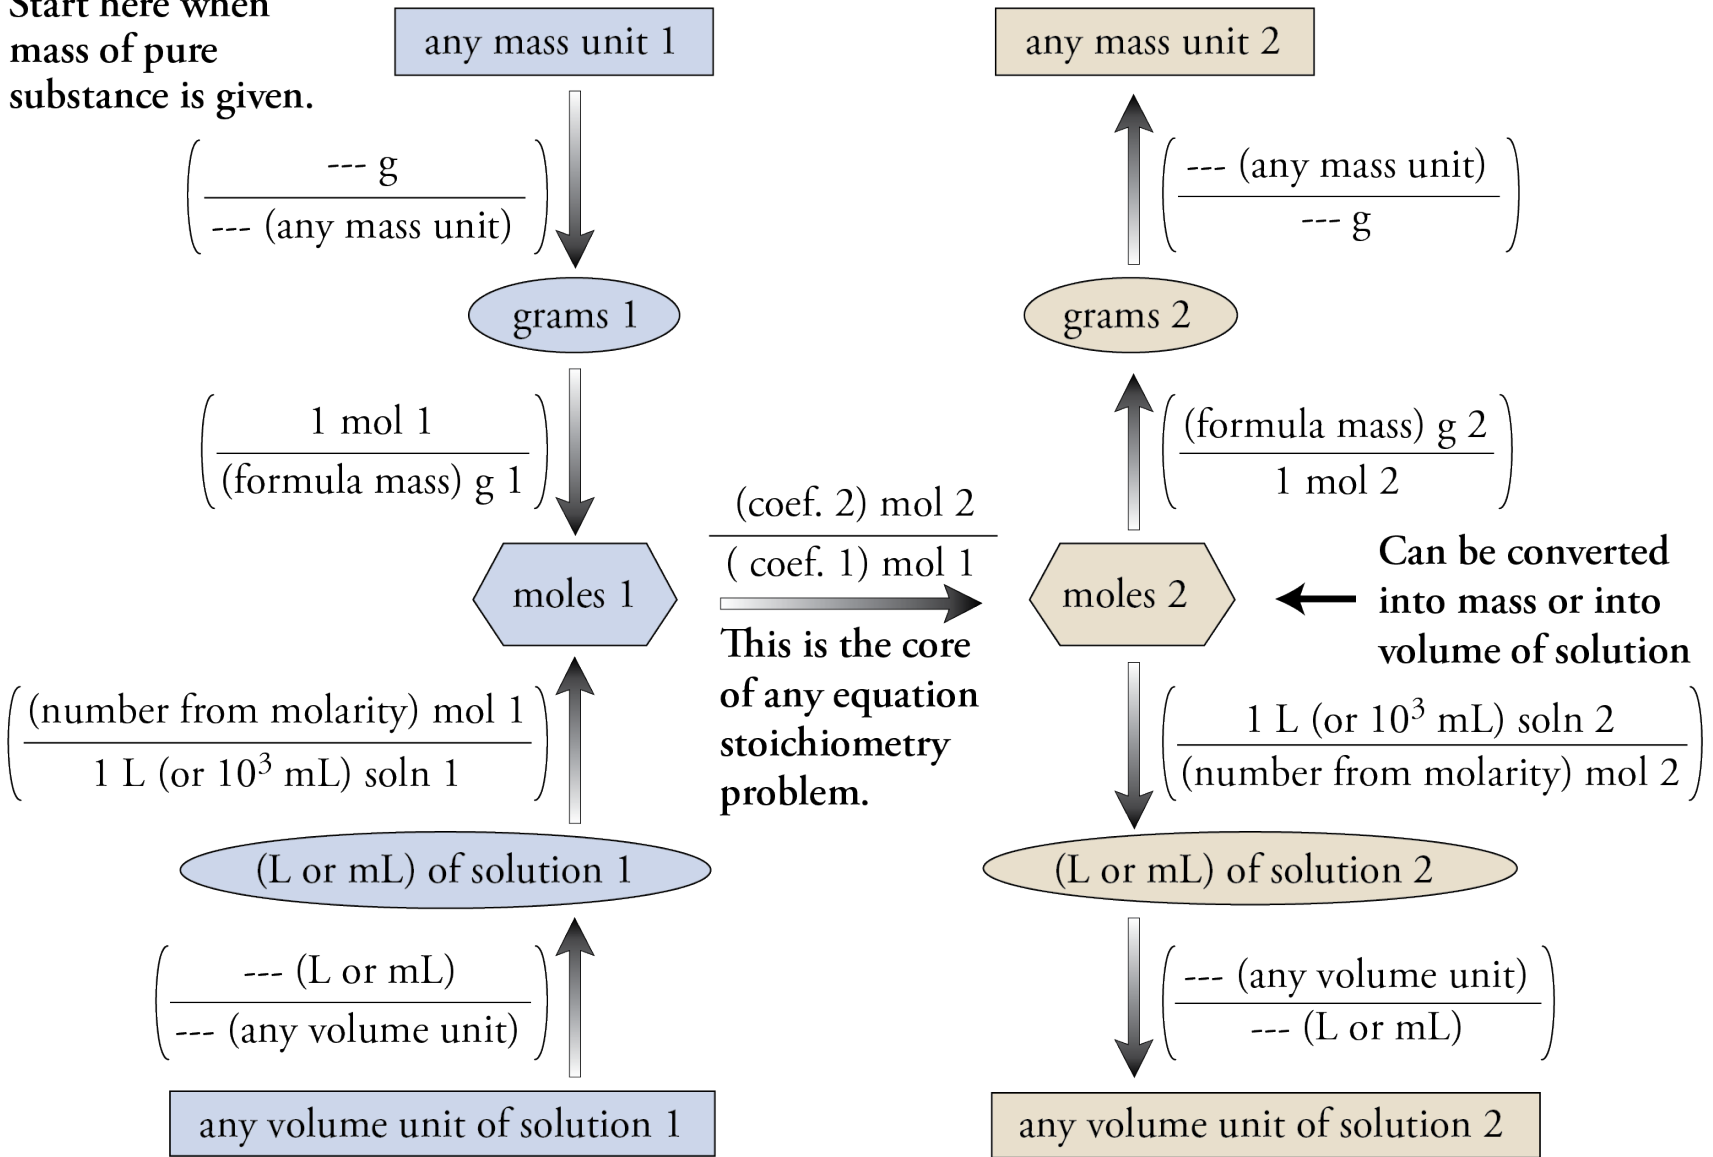 Start here when
mass of pure
substance is given.
any mass unit 1
any mass unit 2
--- g
--- (any mass unit)
--- (any mass unit)
--- g
grams 1
grams 2
1 mol 1
(formula mass) g 1
(formula mass) g 2
1 mol 2
(coef. 2) mol 2
( coef. 1) mol 1
moles 1
moles 2
Can be converted
into mass or into
volume of solution
This is the core
of any equation
stoichiometry
problem.
(number from molarity) mol 1
1 L (or 10³ mL) soln 1
1 L (or 10³ mL) soln 2
(number from molarity) mol 2
(L or mL) of solution 1
(L or mL) of solution 2
--- (L or mL)
--- (any volume unit)
--- (any volume unit)
--- (L or mL)
any volume unit of solution 1
any volume unit of solution 2